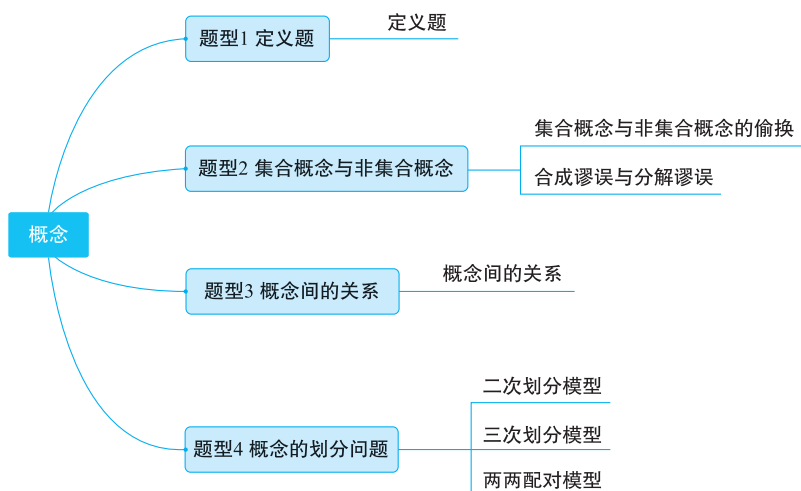 概念
题型1 定义题
定义题
题型2 集合概念与非集合概念
集合概念与非集合概念的偷换
合成谬误与分解谬误
题型3 概念间的关系
概念间的关系
题型4 概念的划分问题
二次划分模型
三次划分模型
两两配对模型